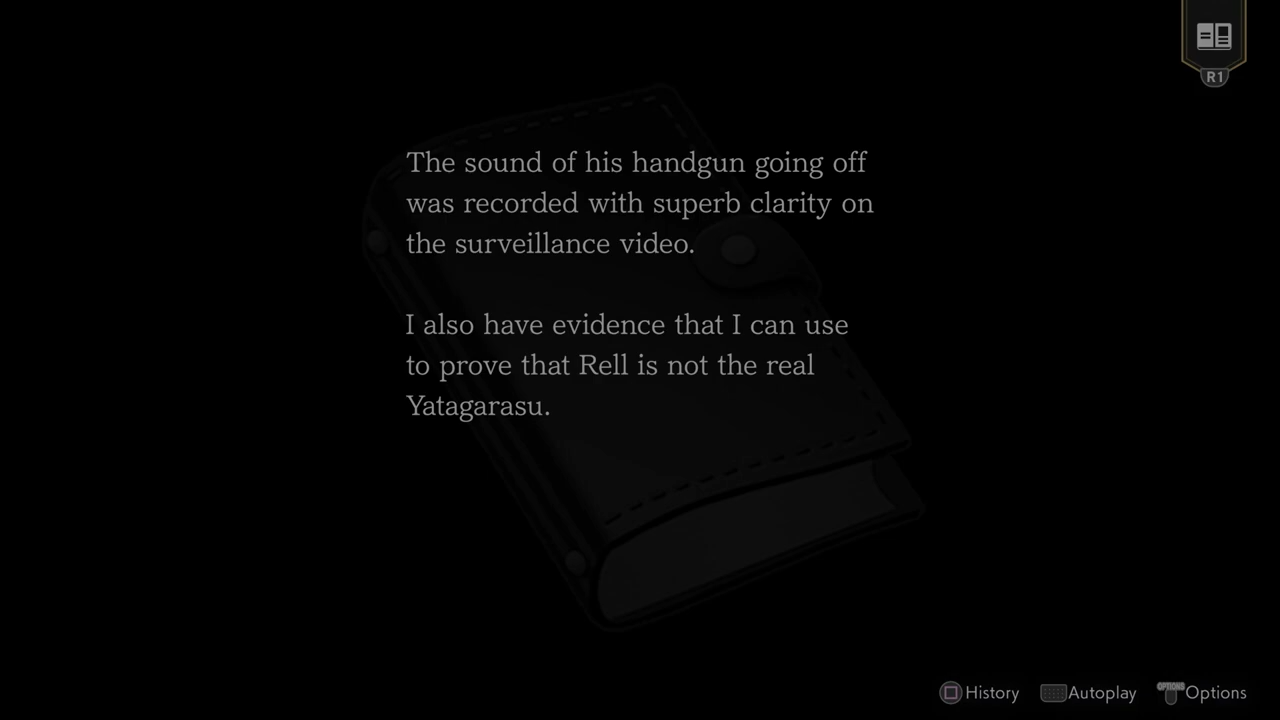 R1
The sound of his handgun going off
was recorded with superb clarity on
the surveillance video.
I also have evidence that I can use
to prove that Rell is not the real
Yatagarasu.
History
Autoplay
OPTIONS
Options